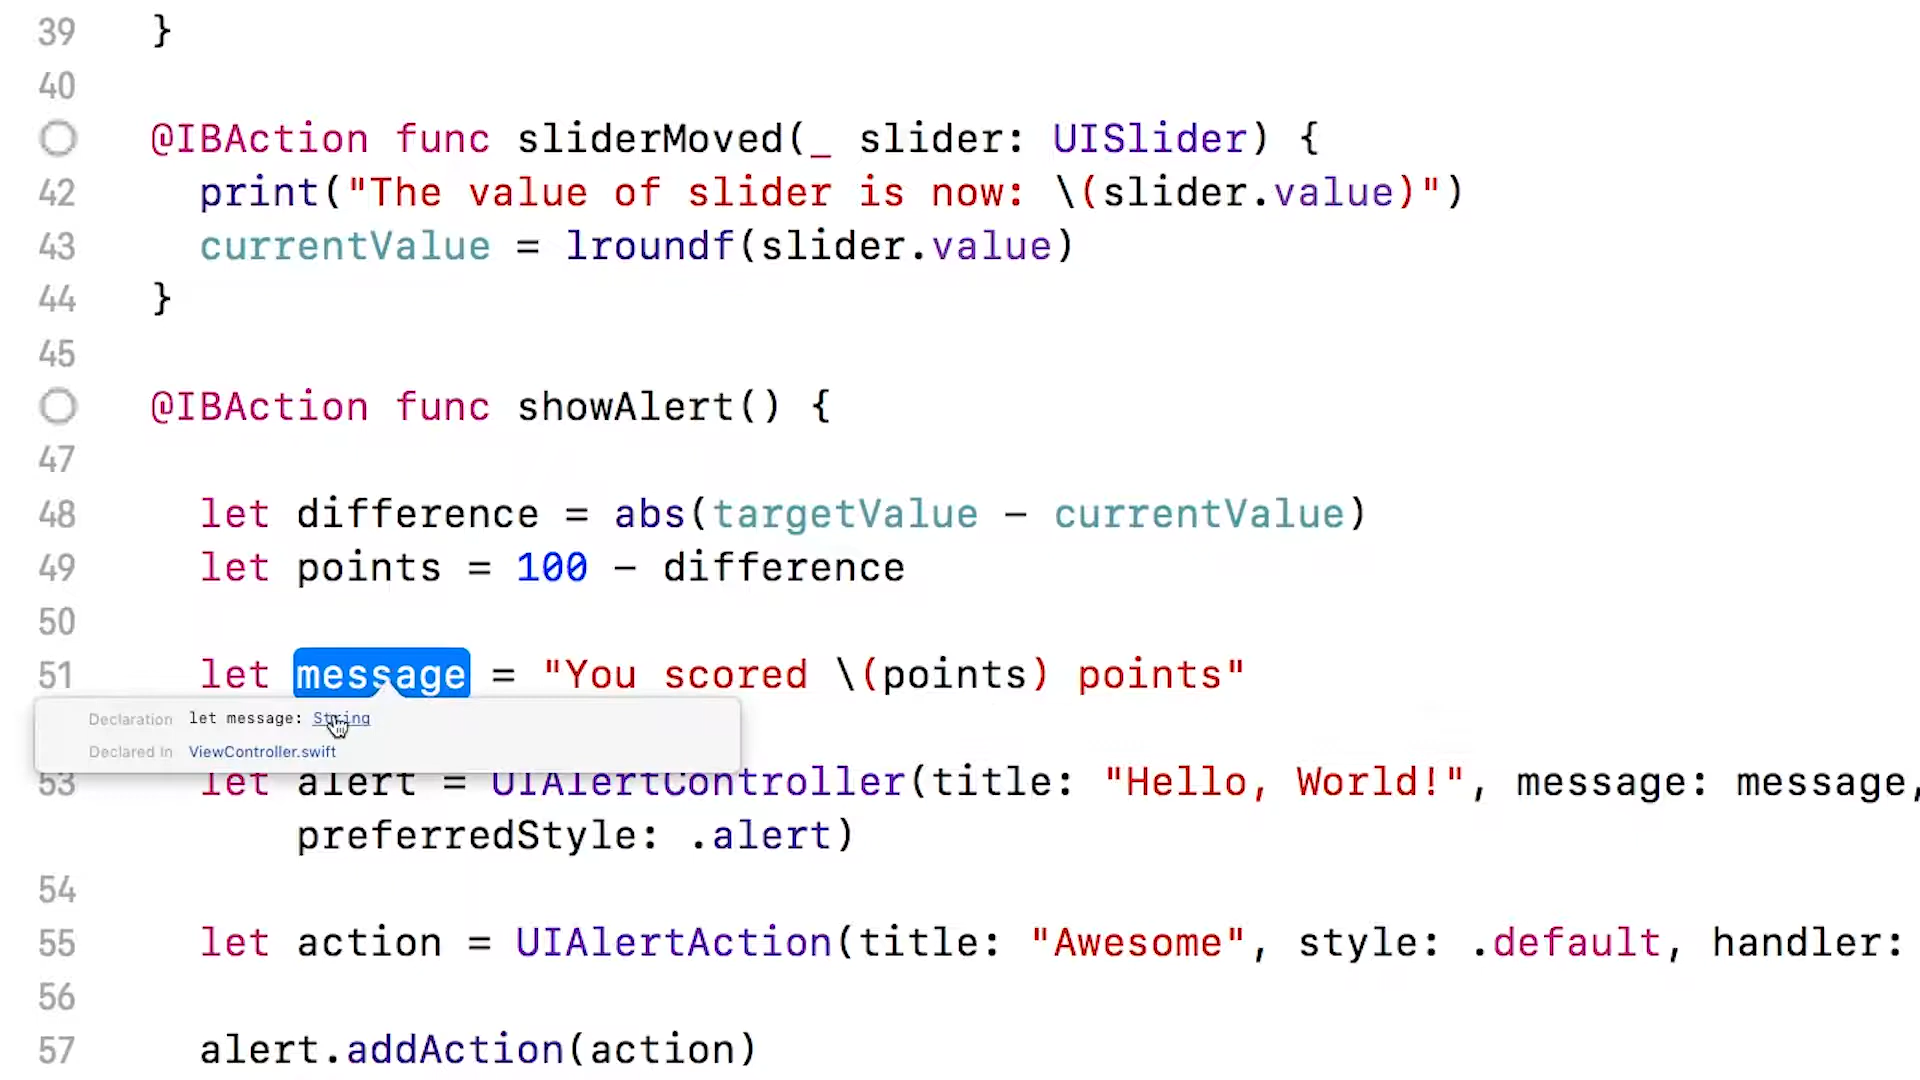 39 }
40
@IBAction func sliderMoved(_ slider: UISlider) {
42 print("The value of slider is now: \(slider.value)")
43 currentValue = lroundf(slider.value)
44 }
45
@IBAction func showAlert() {
47
48 let difference = abs(targetValue - currentValue)
49 let points = 100 - difference
50
51 let message = "You scored \(points) points"
Declaration let message: String
Declared In ViewController.swift
53 let alert = UIAlertController(title: "Hello, World!", message: message,
preferredStyle: .alert)
54
55 let action = UIAlertAction(title: "Awesome", style: .default, handler:
56
57 alert.addAction(action)